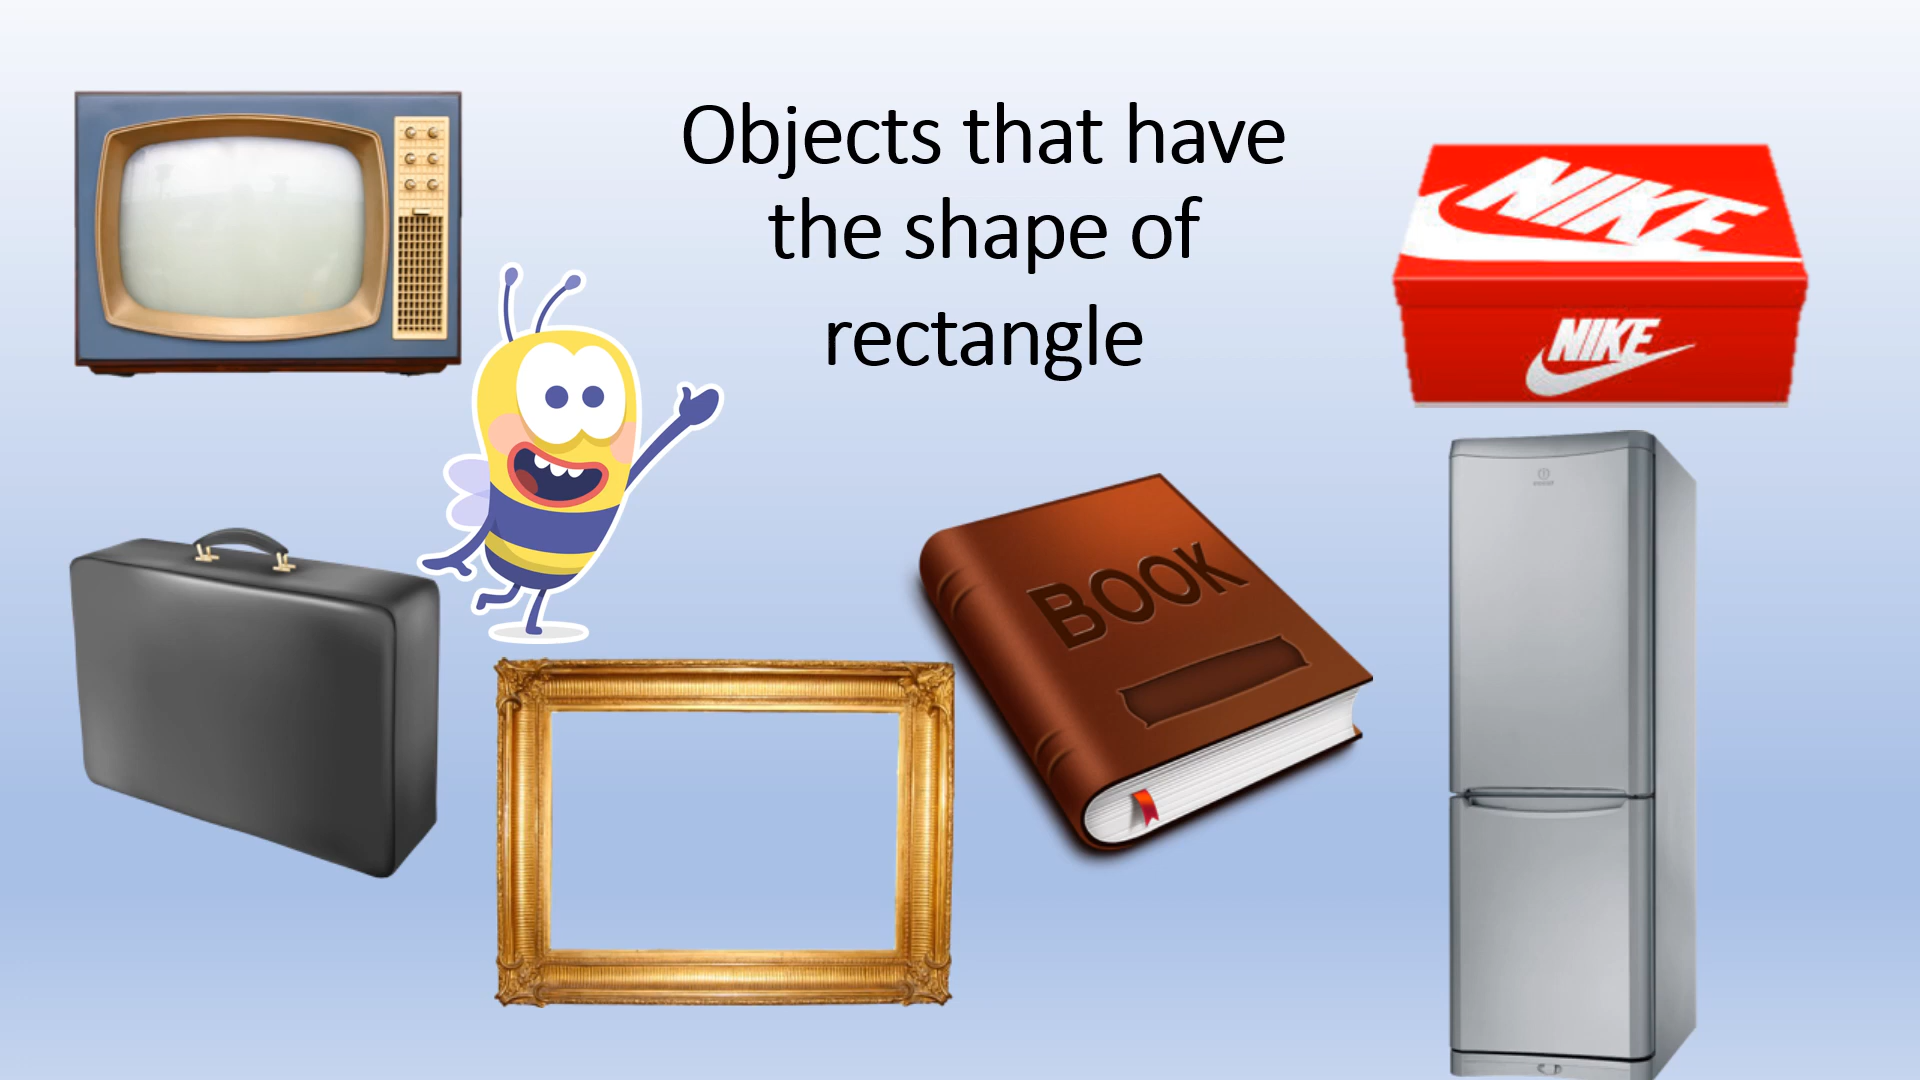 Objects that have
the shape of
rectangle
NIKE
NIKE
BOOK